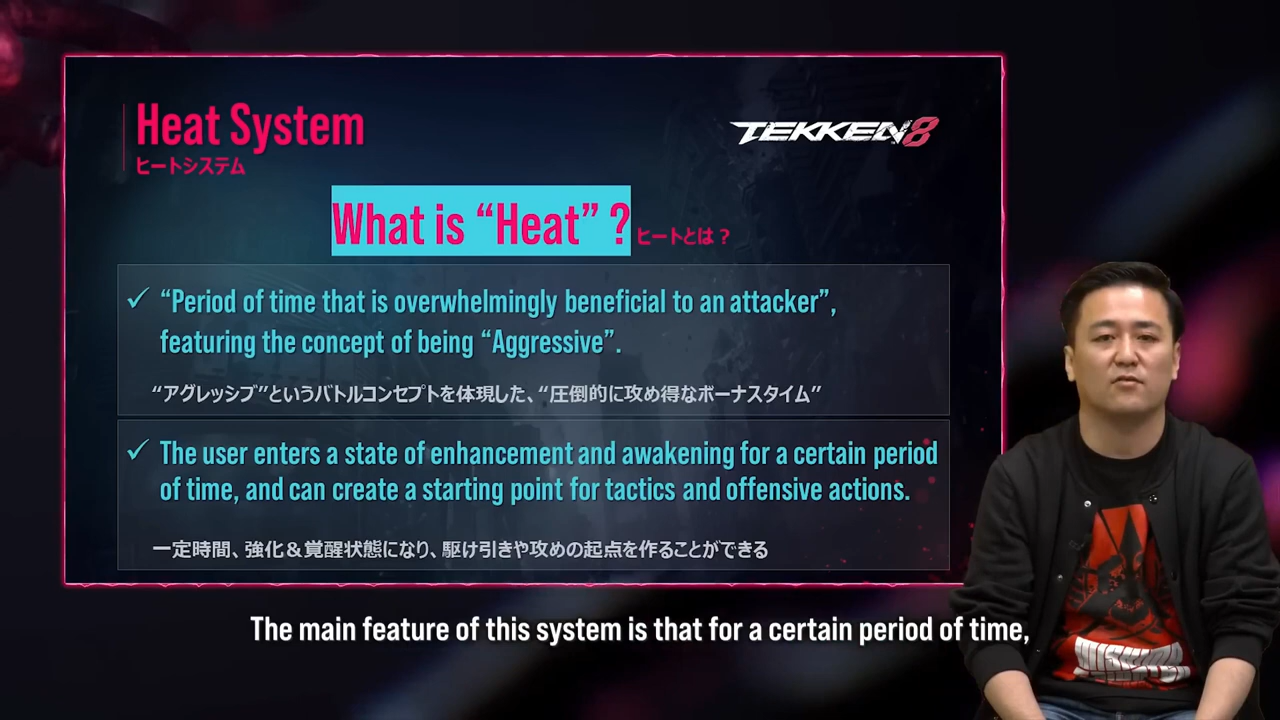 Heat System
ヒートシステム
TEKKEN8
What is “Heat” ? ヒートとは？
“Period of time that is overwhelmingly beneficial to an attacker”,
featuring the concept of being “Aggressive”.
“アグレッシブ”というバトルコンセプトを体現した、“圧倒的に攻め得なボーナスタイム”
The user enters a state of enhancement and awakening for a certain period
of time, and can create a starting point for tactics and offensive actions.
一定時間、強化＆覚醒状態になり、駆け引きや攻めの起点を作ることができる
The main feature of this system is that for a certain period of time,